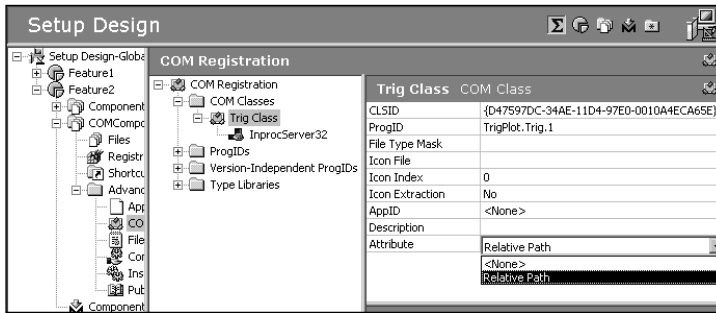 Setup Design
Σ
Setup Design-Globa
Feature1
Feature2
Component
COMCompo
Files
Registr
Shortcu
Advanc
App
CO
File
Cor
Ins
Pub
Component
COM Registration
COM Registration
COM Classes
Trig Class
InprocServer32
ProgIDs
Version-Independent ProgIDs
Type Libraries
Trig Class COM Class
CLSID {D47597DC-34AE-11D4-97E0-0010A4ECA65E}
ProgID TrigPlot.Trig.1
File Type Mask
Icon File
Icon Index 0
Icon Extraction No
AppID <None>
Description
Attribute Relative Path
<None>
Relative Path